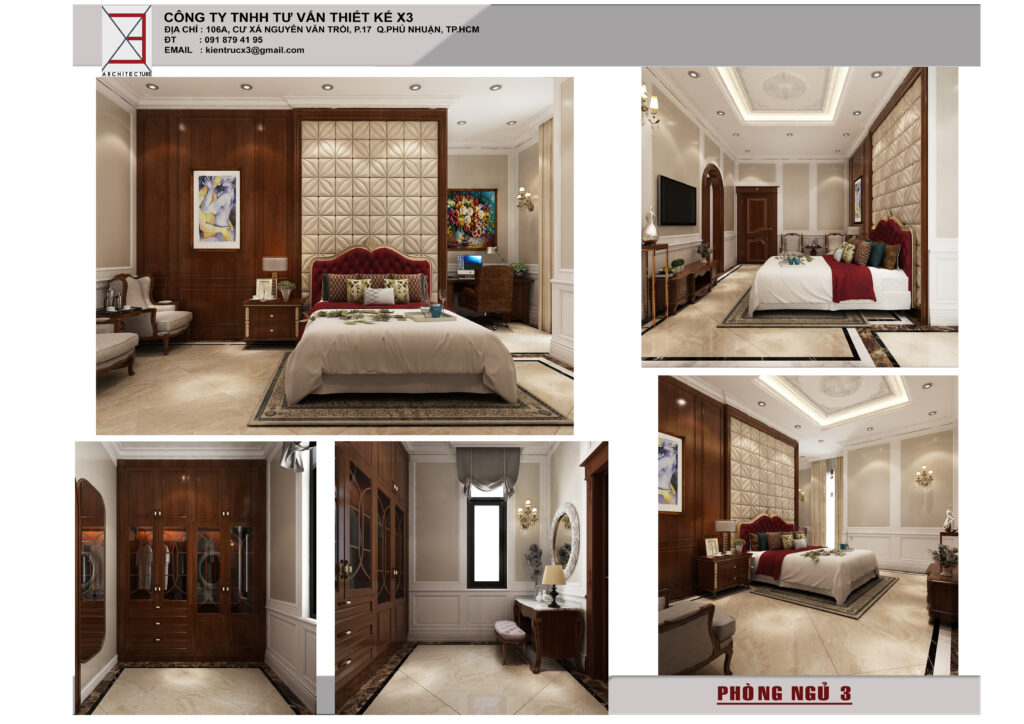 CÔNG TY TNHH TƯ VẤN THIẾT KẾ X3
ĐỊA CHỈ : 106A, CƯ XÁ NGUYỄN VĂN TRỖI, P.17 Q.PHÚ NHUẬN, TP.HCM
ĐT : 091 879 41 95
EMAIL : kientrucx3@gmail.com
ARCHITECTURE
PHÒNG NGỦ 3